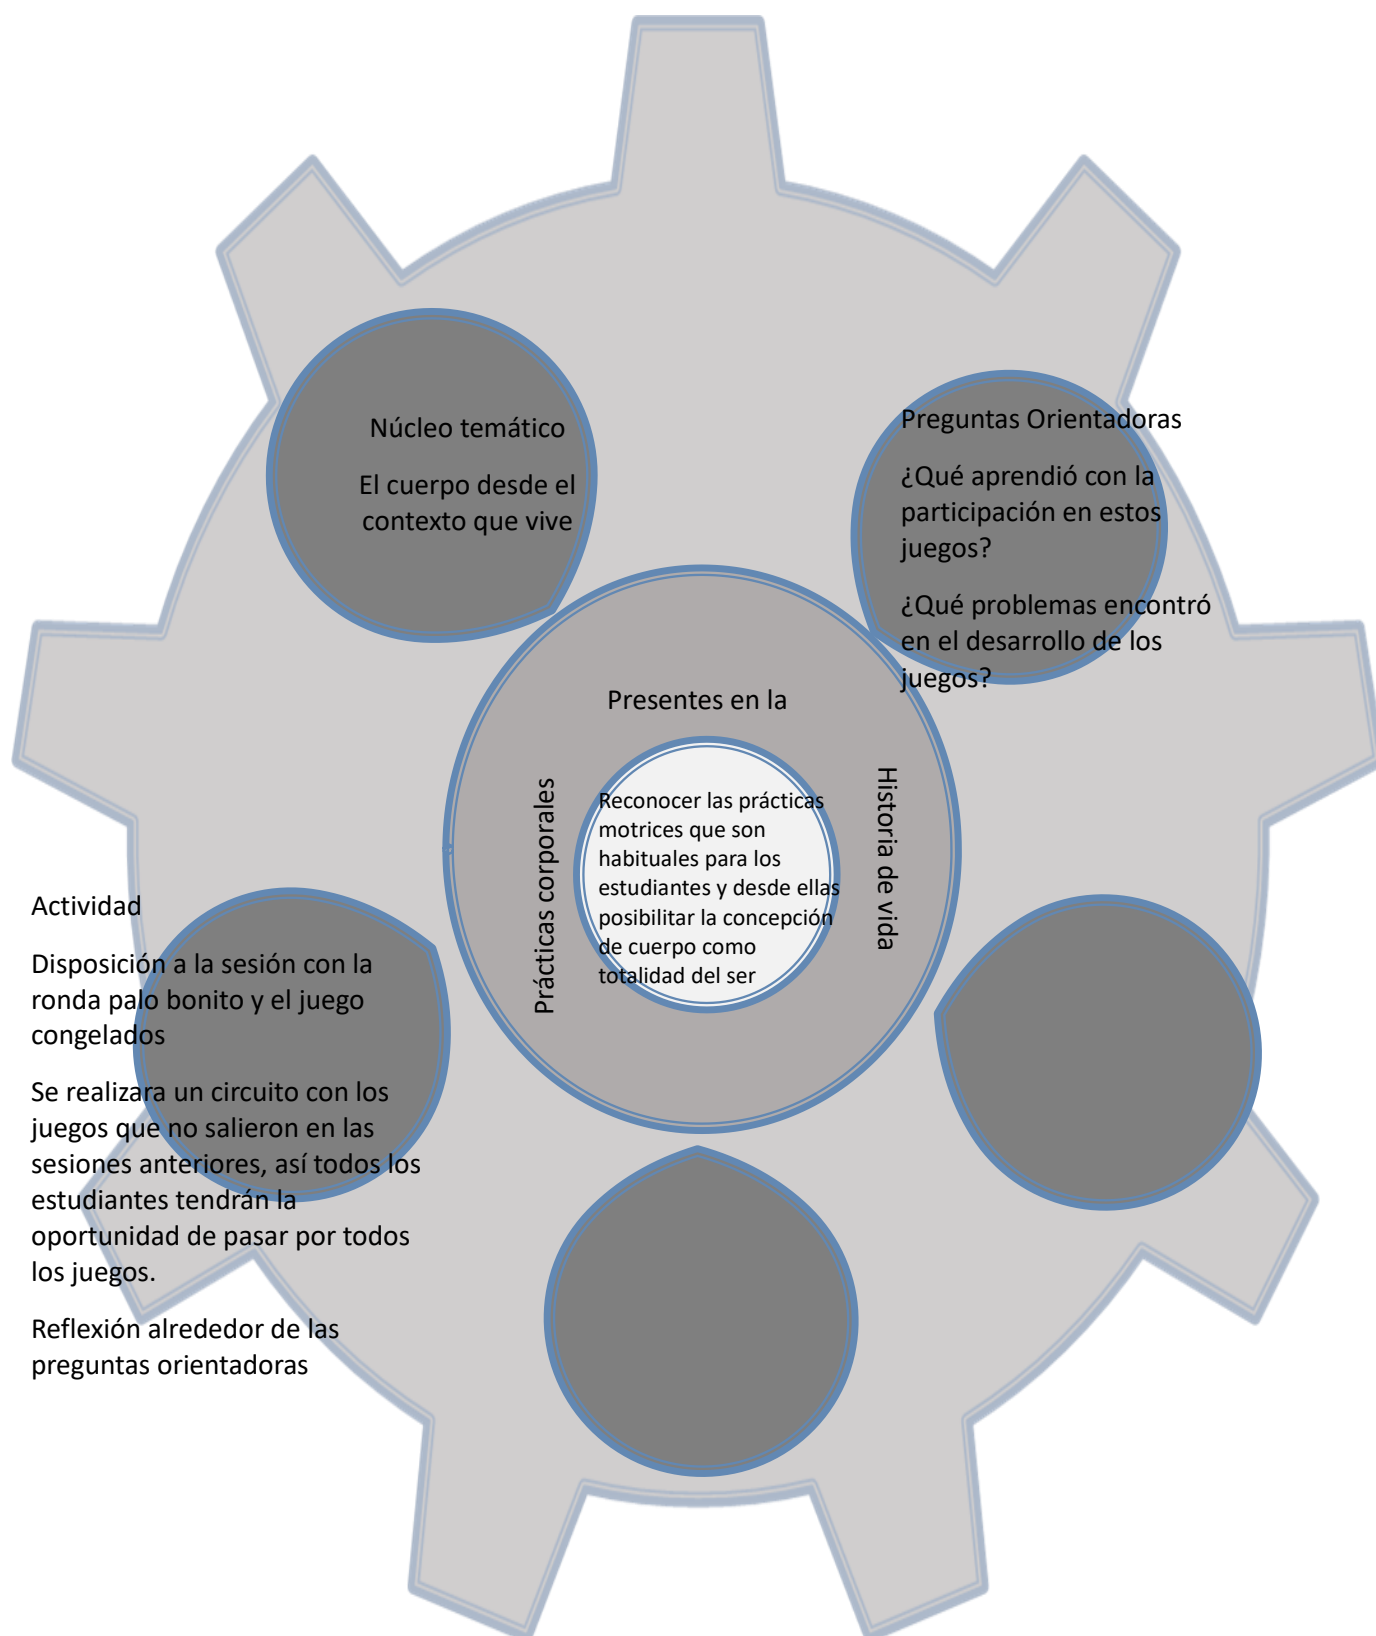 Núcleo temático
El cuerpo desde el
contexto que vive
Preguntas Orientadoras
¿Qué aprendió con la
participación en estos
juegos?
¿Qué problemas encontró
en el desarrollo de los
juegos?
Presentes en la
Prácticas corporales
Historia de vida
Reconocer las prácticas
motrices que son
habituales para los
estudiantes y desde ellas
posibilitar la concepción
de cuerpo como
totalidad del ser
Actividad
Disposición a la sesión con la
ronda palo bonito y el juego
congelados
Se realizara un circuito con los
juegos que no salieron en las
sesiones anteriores, así todos los
estudiantes tendrán la
oportunidad de pasar por todos
los juegos.
Reflexión alrededor de las
preguntas orientadoras